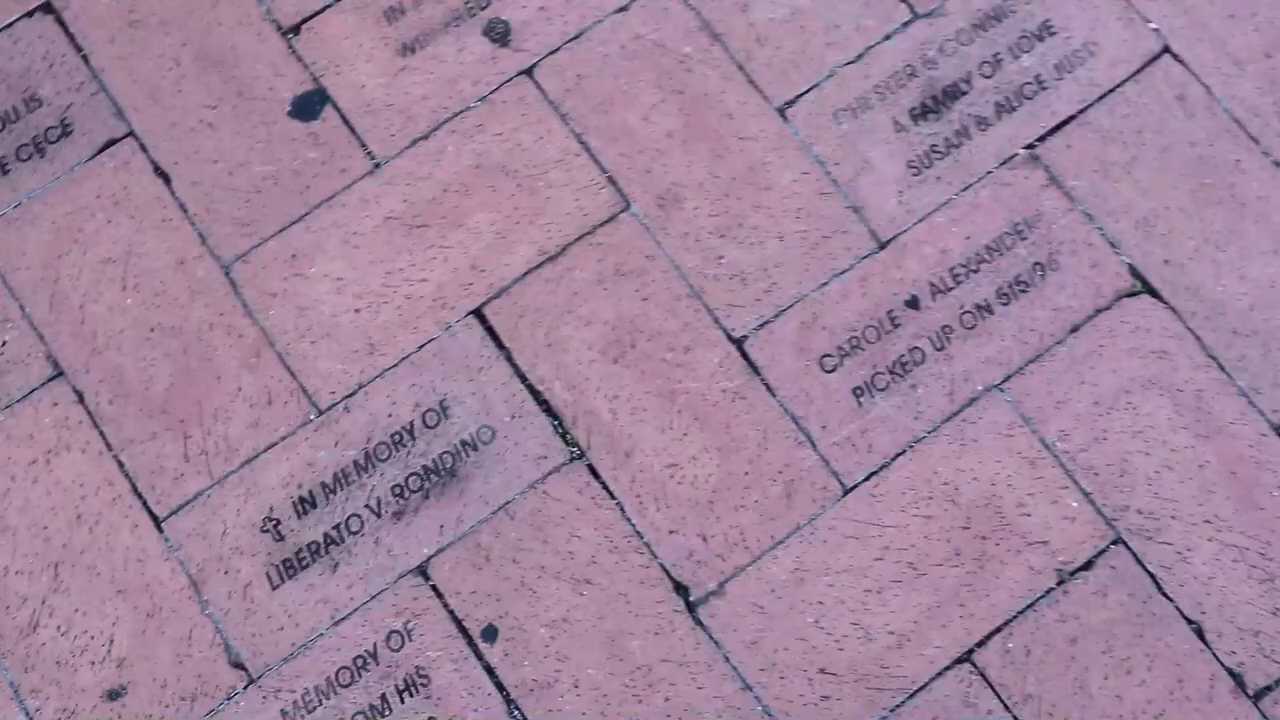 OU IS
E CECE
IN
CHESTER & CONNIE
A FAMILY OF LOVE
SUSAN & ALICE JUST
CAROLE ♥ ALEXANDER
PICKED UP ON 5/5/96
✞ IN MEMORY OF
LIBERATO V. RONDINO
MEMORY OF
OM HIS